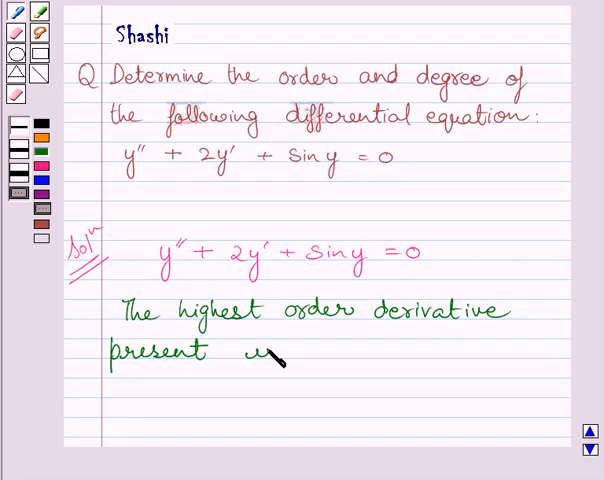 Shashi
Q Determine the order and degree of
the following differential equation:
y'' + 2y' + sin y = 0
Solⁿ y'' + 2y' + sin y = 0
The highest order derivative
present